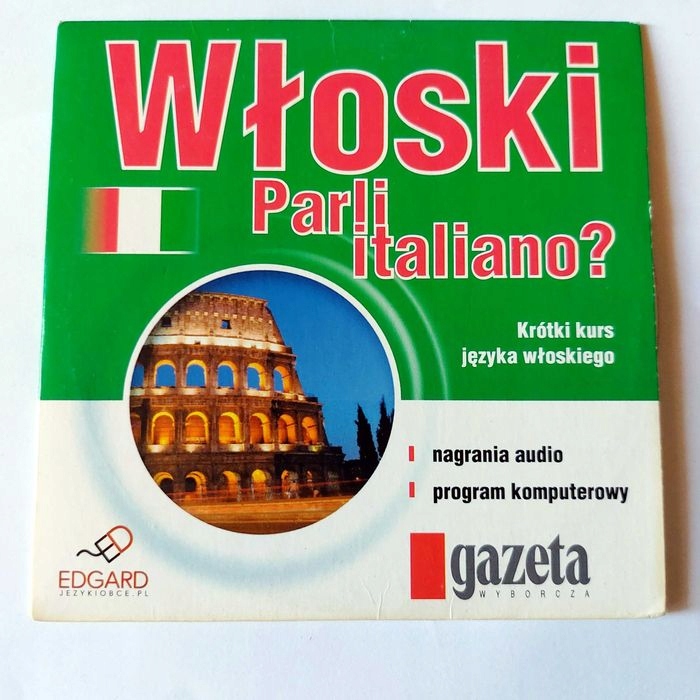 Włoski
Parli
italiano?
Krótki kurs
języka włoskiego
nagrania audio
program komputerowy
EDGARD
JEZYKIOBCE.PL
gazeta
WYBORCZA